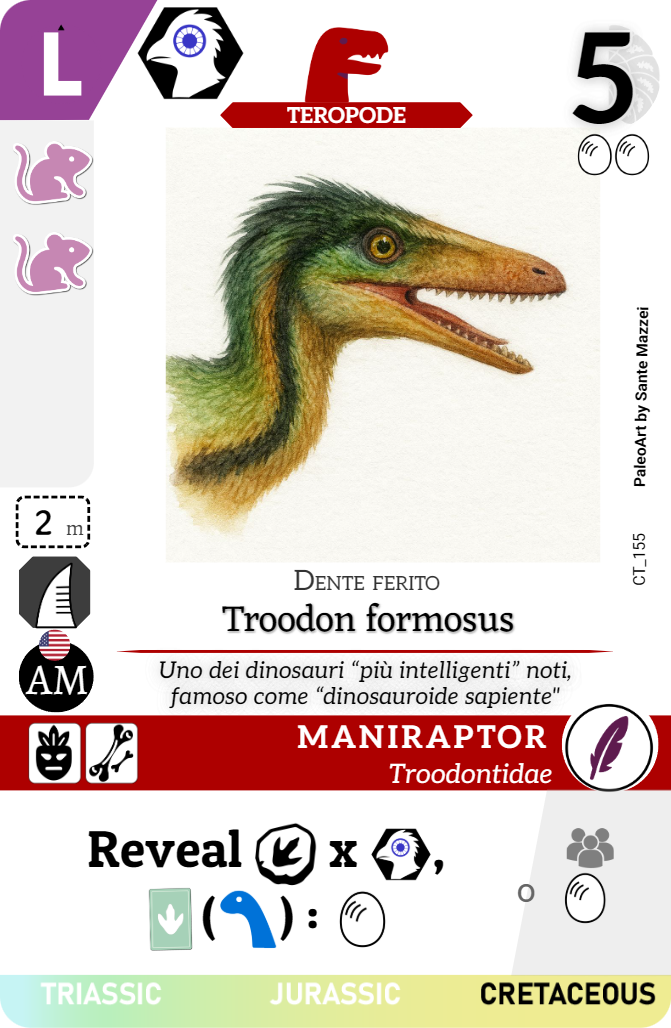 L
TEROPODE
5
PaleoArt by Sante Mazzei
CT_155
2 m
AM
Dente ferito
Troodon formosus
Uno dei dinosauri “più intelligenti” noti,
famoso come “dinosauroide sapiente"
MANIRAPTOR
Troodontidae
Reveal x ,
( ) :
o
TRIASSIC JURASSIC CRETACEOUS